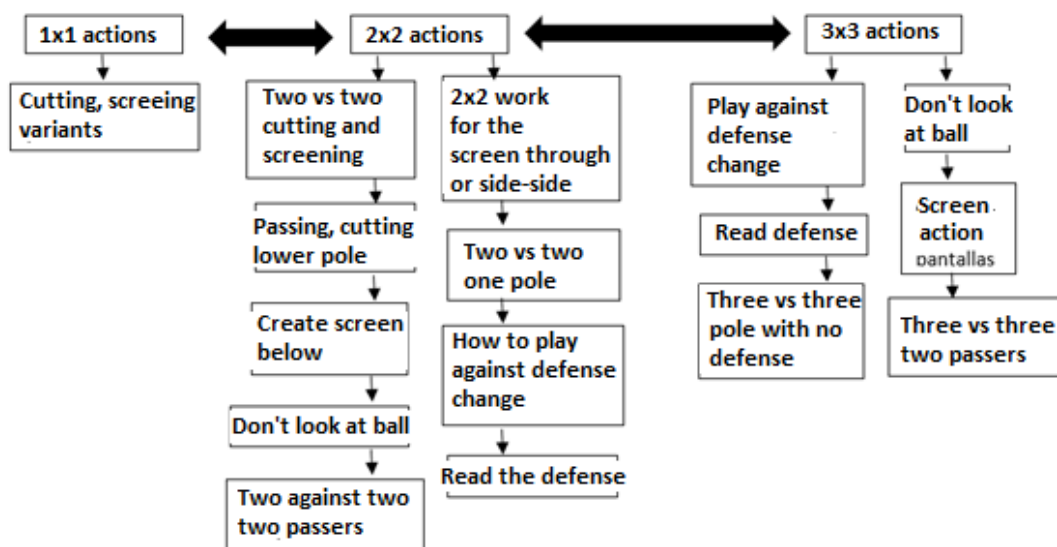 1x1 actions
2x2 actions
3x3 actions
Cutting, screeing
variants
Two vs two
cutting and
screening
Passing, cutting
lower pole
Create screen
below
Don't look at ball
Two against two
two passers
2x2 work
for the
screen through
or side-side
Two vs two
one pole
How to play
against defense
change
Read the defense
Play against
defense
change
Read defense
Three vs three
pole with no
defense
Don't look
at ball
Screen
action
pantallas
Three vs three
two passers